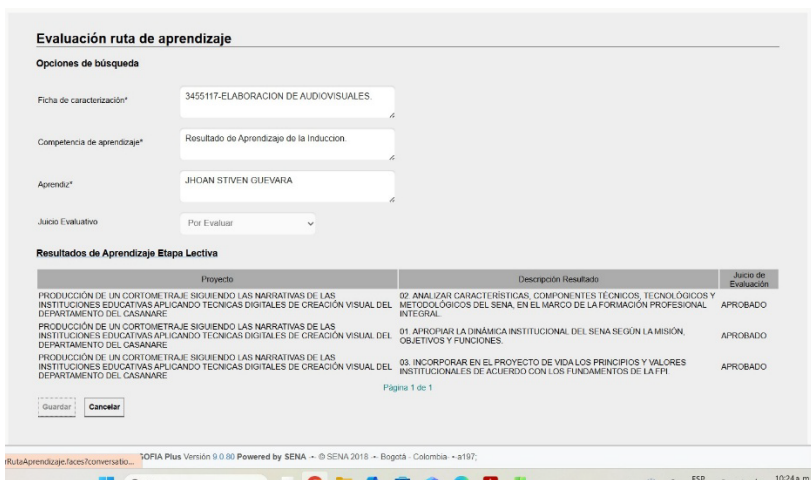 Evaluación ruta de aprendizaje
Opciones de búsqueda
Ficha de caracterización*
3455117-ELABORACION DE AUDIOVISUALES.
Competencia de aprendizaje*
Resultado de Aprendizaje de la Induccion.
Aprendiz*
JHOAN STIVEN GUEVARA
Juicio Evaluativo
Por Evaluar
Resultados de Aprendizaje Etapa Lectiva
Proyecto
Descripción Resultado
Juicio de
Evaluación
PRODUCCIÓN DE UN CORTOMETRAJE SIGUIENDO LAS NARRATIVAS DE LAS
INSTITUCIONES EDUCATIVAS APLICANDO TECNICAS DIGITALES DE CREACIÓN VISUAL DEL
DEPARTAMENTO DEL CASANARE
02. ANALIZAR CARACTERÍSTICAS, COMPONENTES TÉCNICOS, TECNOLÓGICOS Y
METODOLÓGICOS DEL SENA, EN EL MARCO DE LA FORMACIÓN PROFESIONAL
INTEGRAL.
APROBADO
PRODUCCIÓN DE UN CORTOMETRAJE SIGUIENDO LAS NARRATIVAS DE LAS
INSTITUCIONES EDUCATIVAS APLICANDO TECNICAS DIGITALES DE CREACIÓN VISUAL DEL
DEPARTAMENTO DEL CASANARE
01. APROPIAR LA DINÁMICA INSTITUCIONAL DEL SENA SEGÚN LA MISIÓN,
OBJETIVOS Y FUNCIONES.
APROBADO
PRODUCCIÓN DE UN CORTOMETRAJE SIGUIENDO LAS NARRATIVAS DE LAS
INSTITUCIONES EDUCATIVAS APLICANDO TECNICAS DIGITALES DE CREACIÓN VISUAL DEL
DEPARTAMENTO DEL CASANARE
03. INCORPORAR EN EL PROYECTO DE VIDA LOS PRINCIPIOS Y VALORES
INSTITUCIONALES DE ACUERDO CON LOS FUNDAMENTOS DE LA FPI.
APROBADO
Página 1 de 1
Guardar
Cancelar
rRutaAprendizaje.faces?conversatio...
OFIA Plus Versión 9.0.80 Powered by SENA -·- © SENA 2018 -·- Bogotá - Colombia- • a197;
ESP
10:24 a.m.